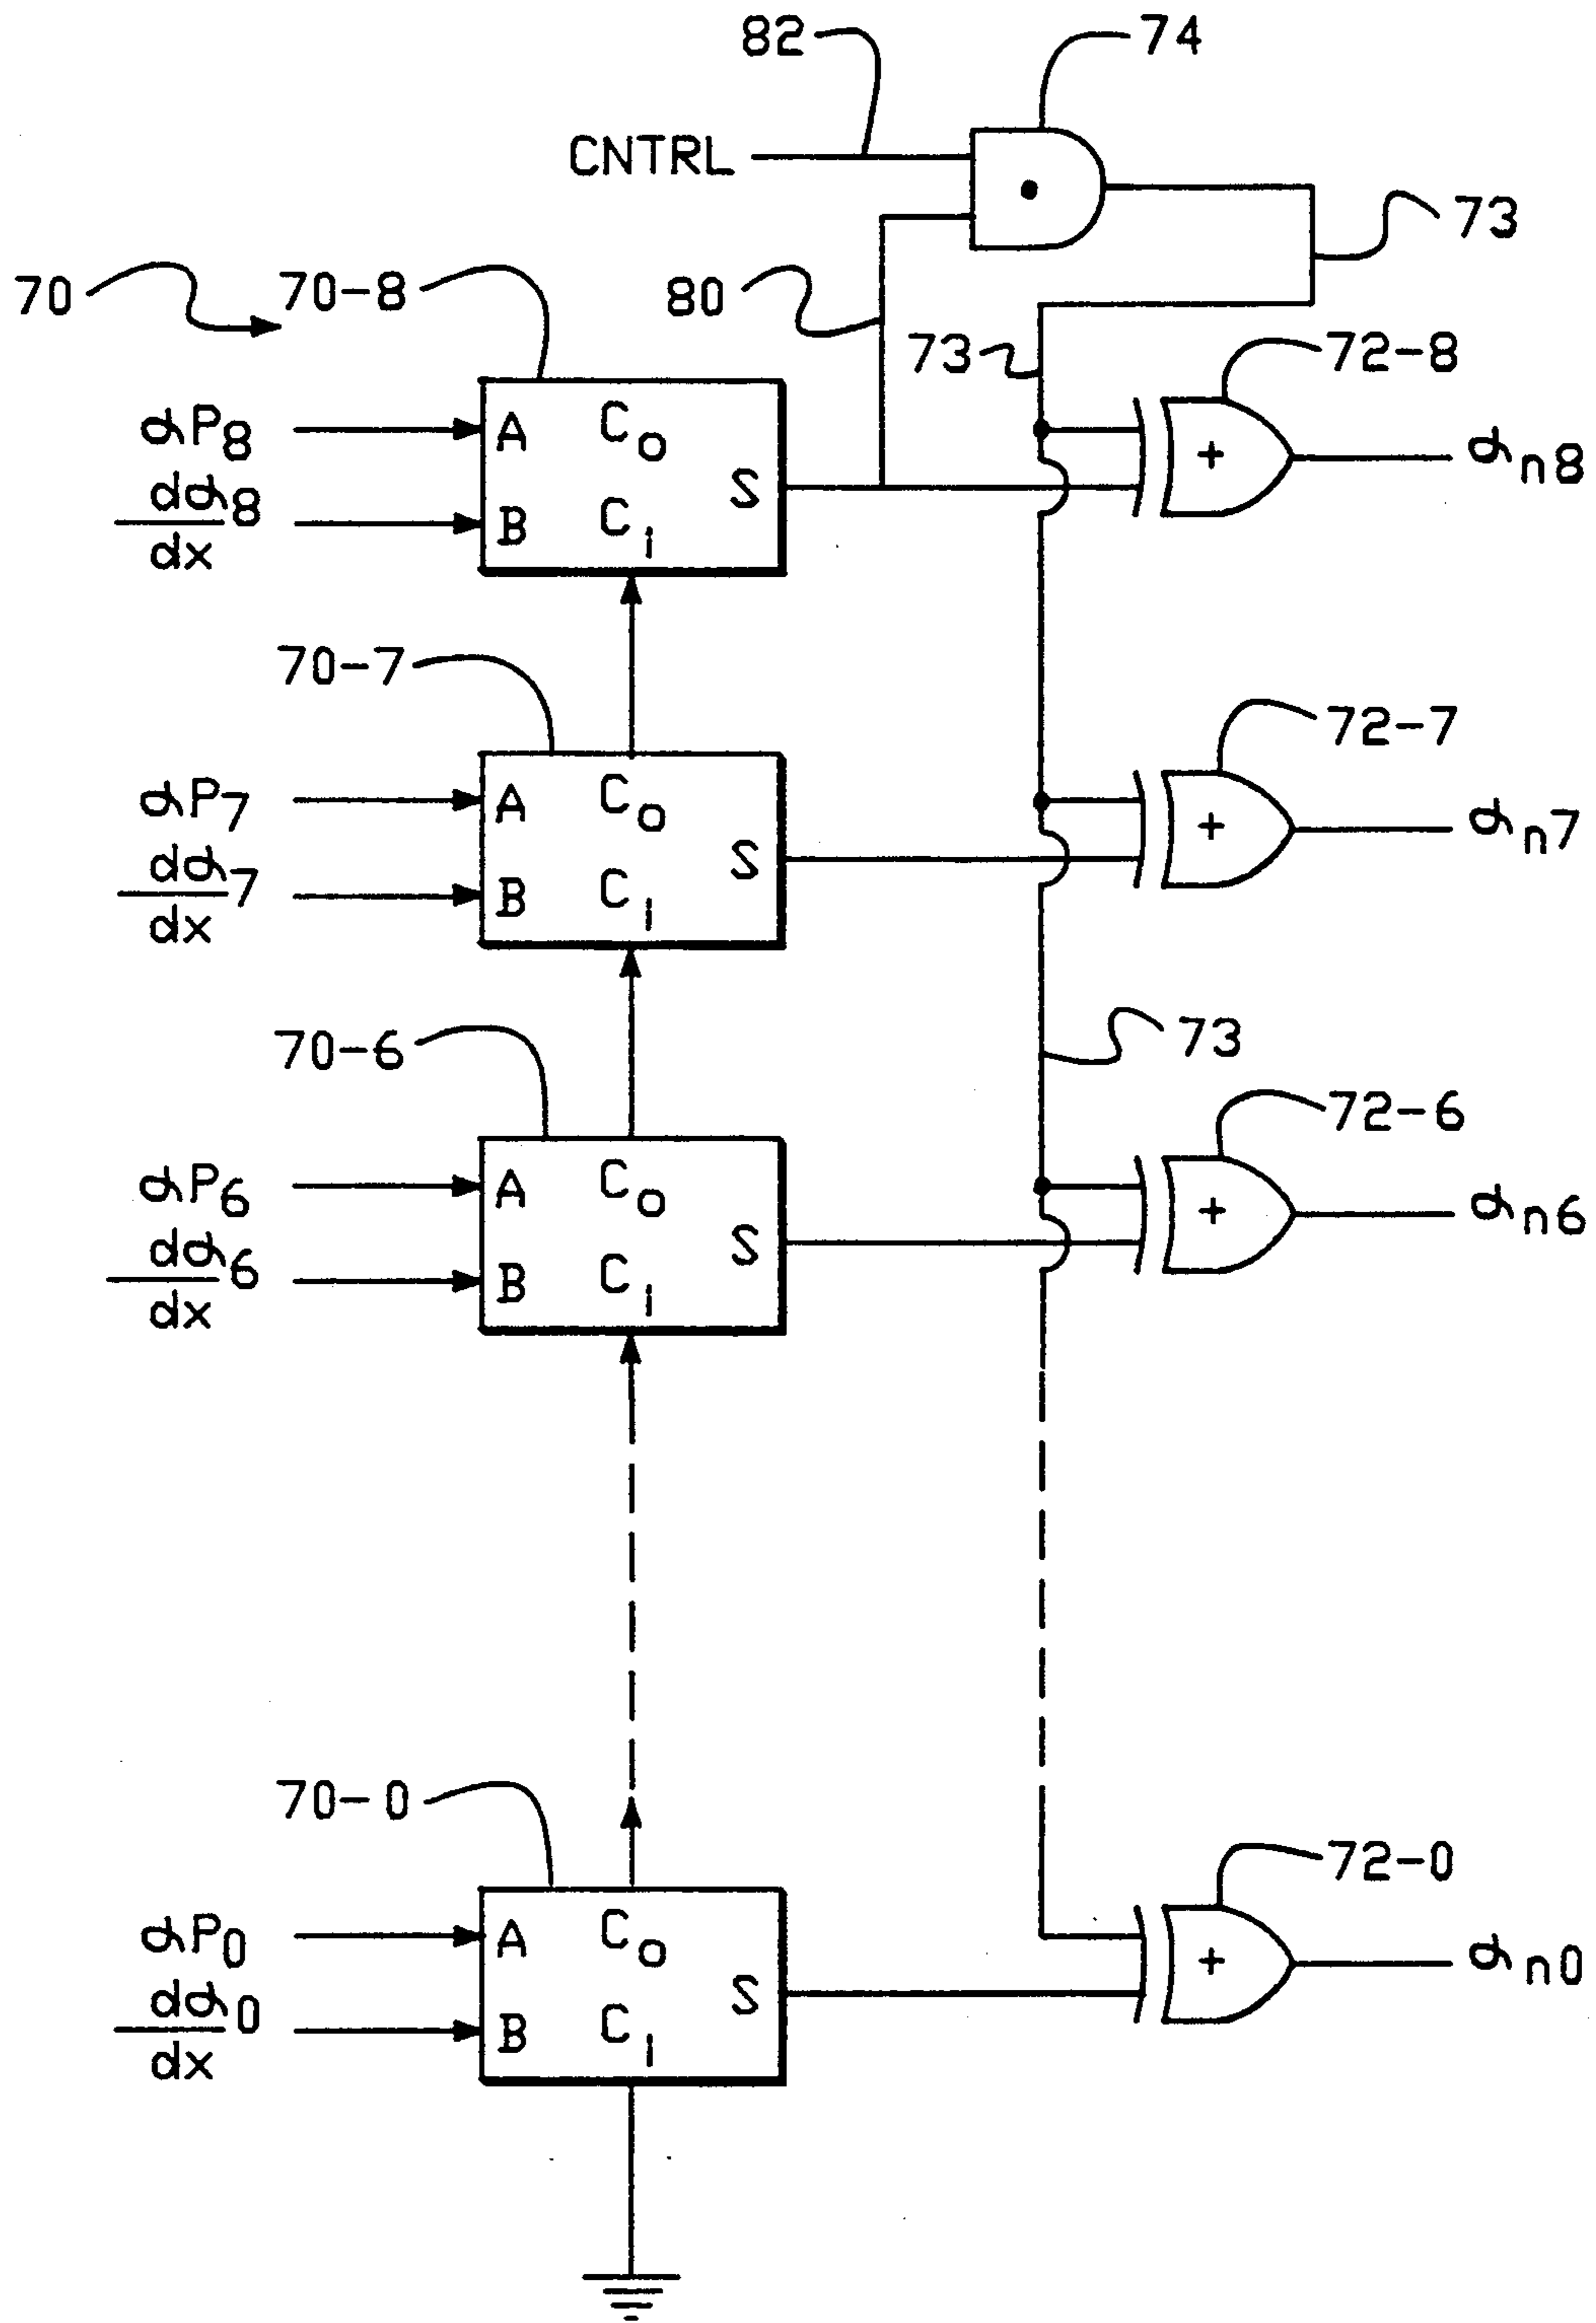 82
74
CNTRL
73
70
70-8
80
73
72-8
αP8
A
Co
dα8
dx
B
Ci
S
αn8
70-7
72-7
αP7
A
Co
dα7
dx
B
Ci
S
αn7
73
70-6
72-6
αP6
A
Co
dα6
dx
B
Ci
S
αn6
70-0
72-0
αP0
A
Co
dα0
dx
B
Ci
S
αn0